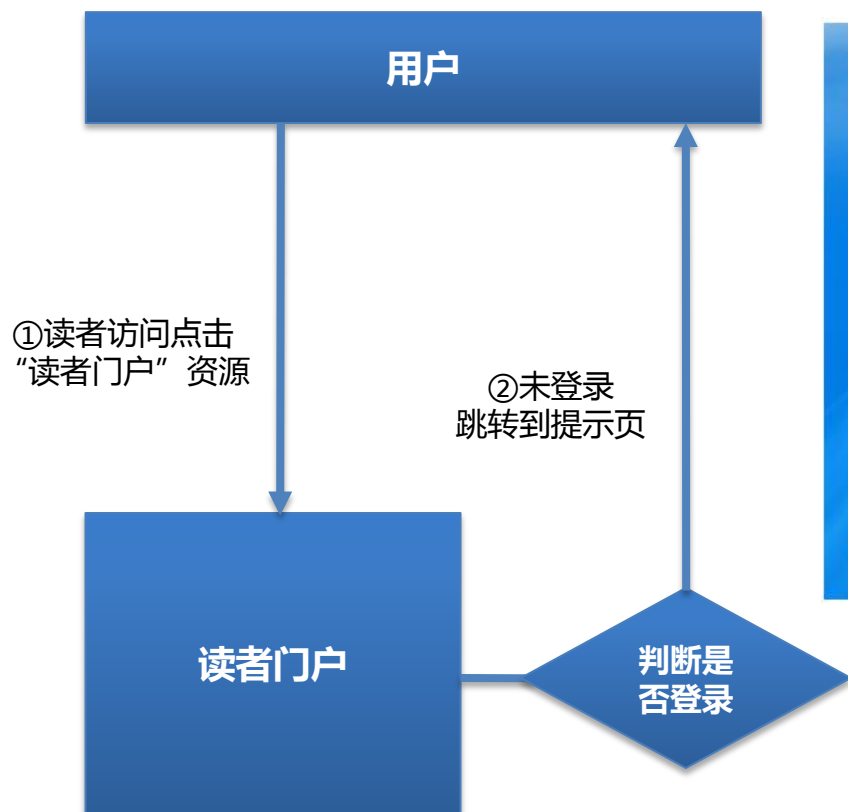 用户
①读者访问点击
“读者门户”资源
②未登录
跳转到提示页
读者门户
判断是
否登录